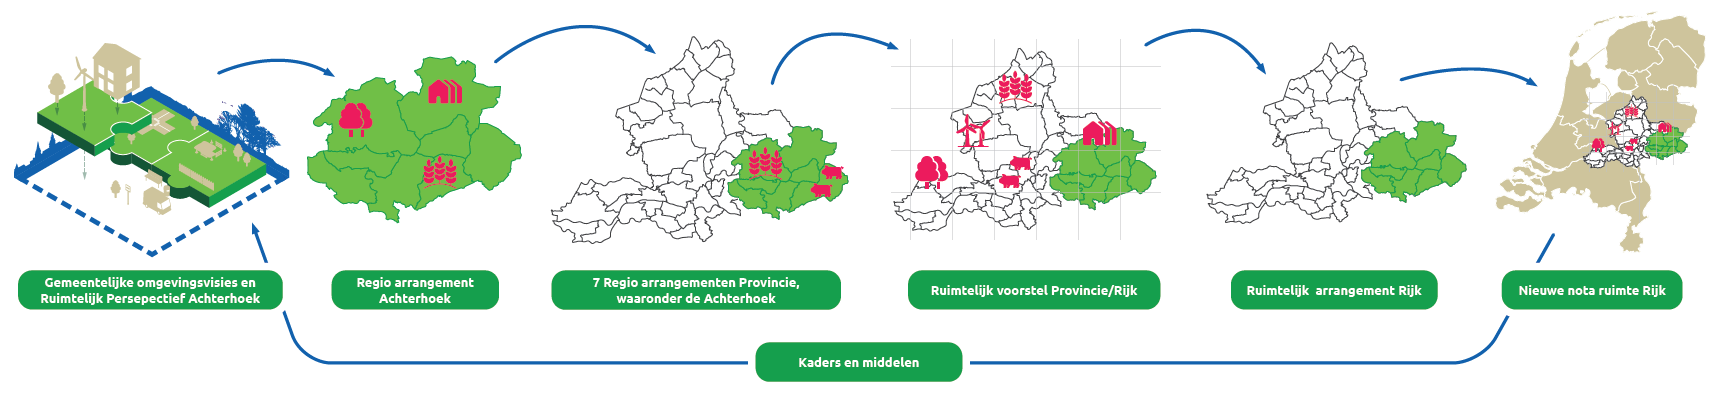 Gemeentelijke omgevingsvisies en
Ruimtelijk Persepectief Achterhoek
Regio arrangement
Achterhoek
7 Regio arrangementen Provincie,
waaronder de Achterhoek
Ruimtelijk voorstel Provincie/Rijk
Ruimtelijk arrangement Rijk
Nieuwe nota ruimte Rijk
Kaders en middelen